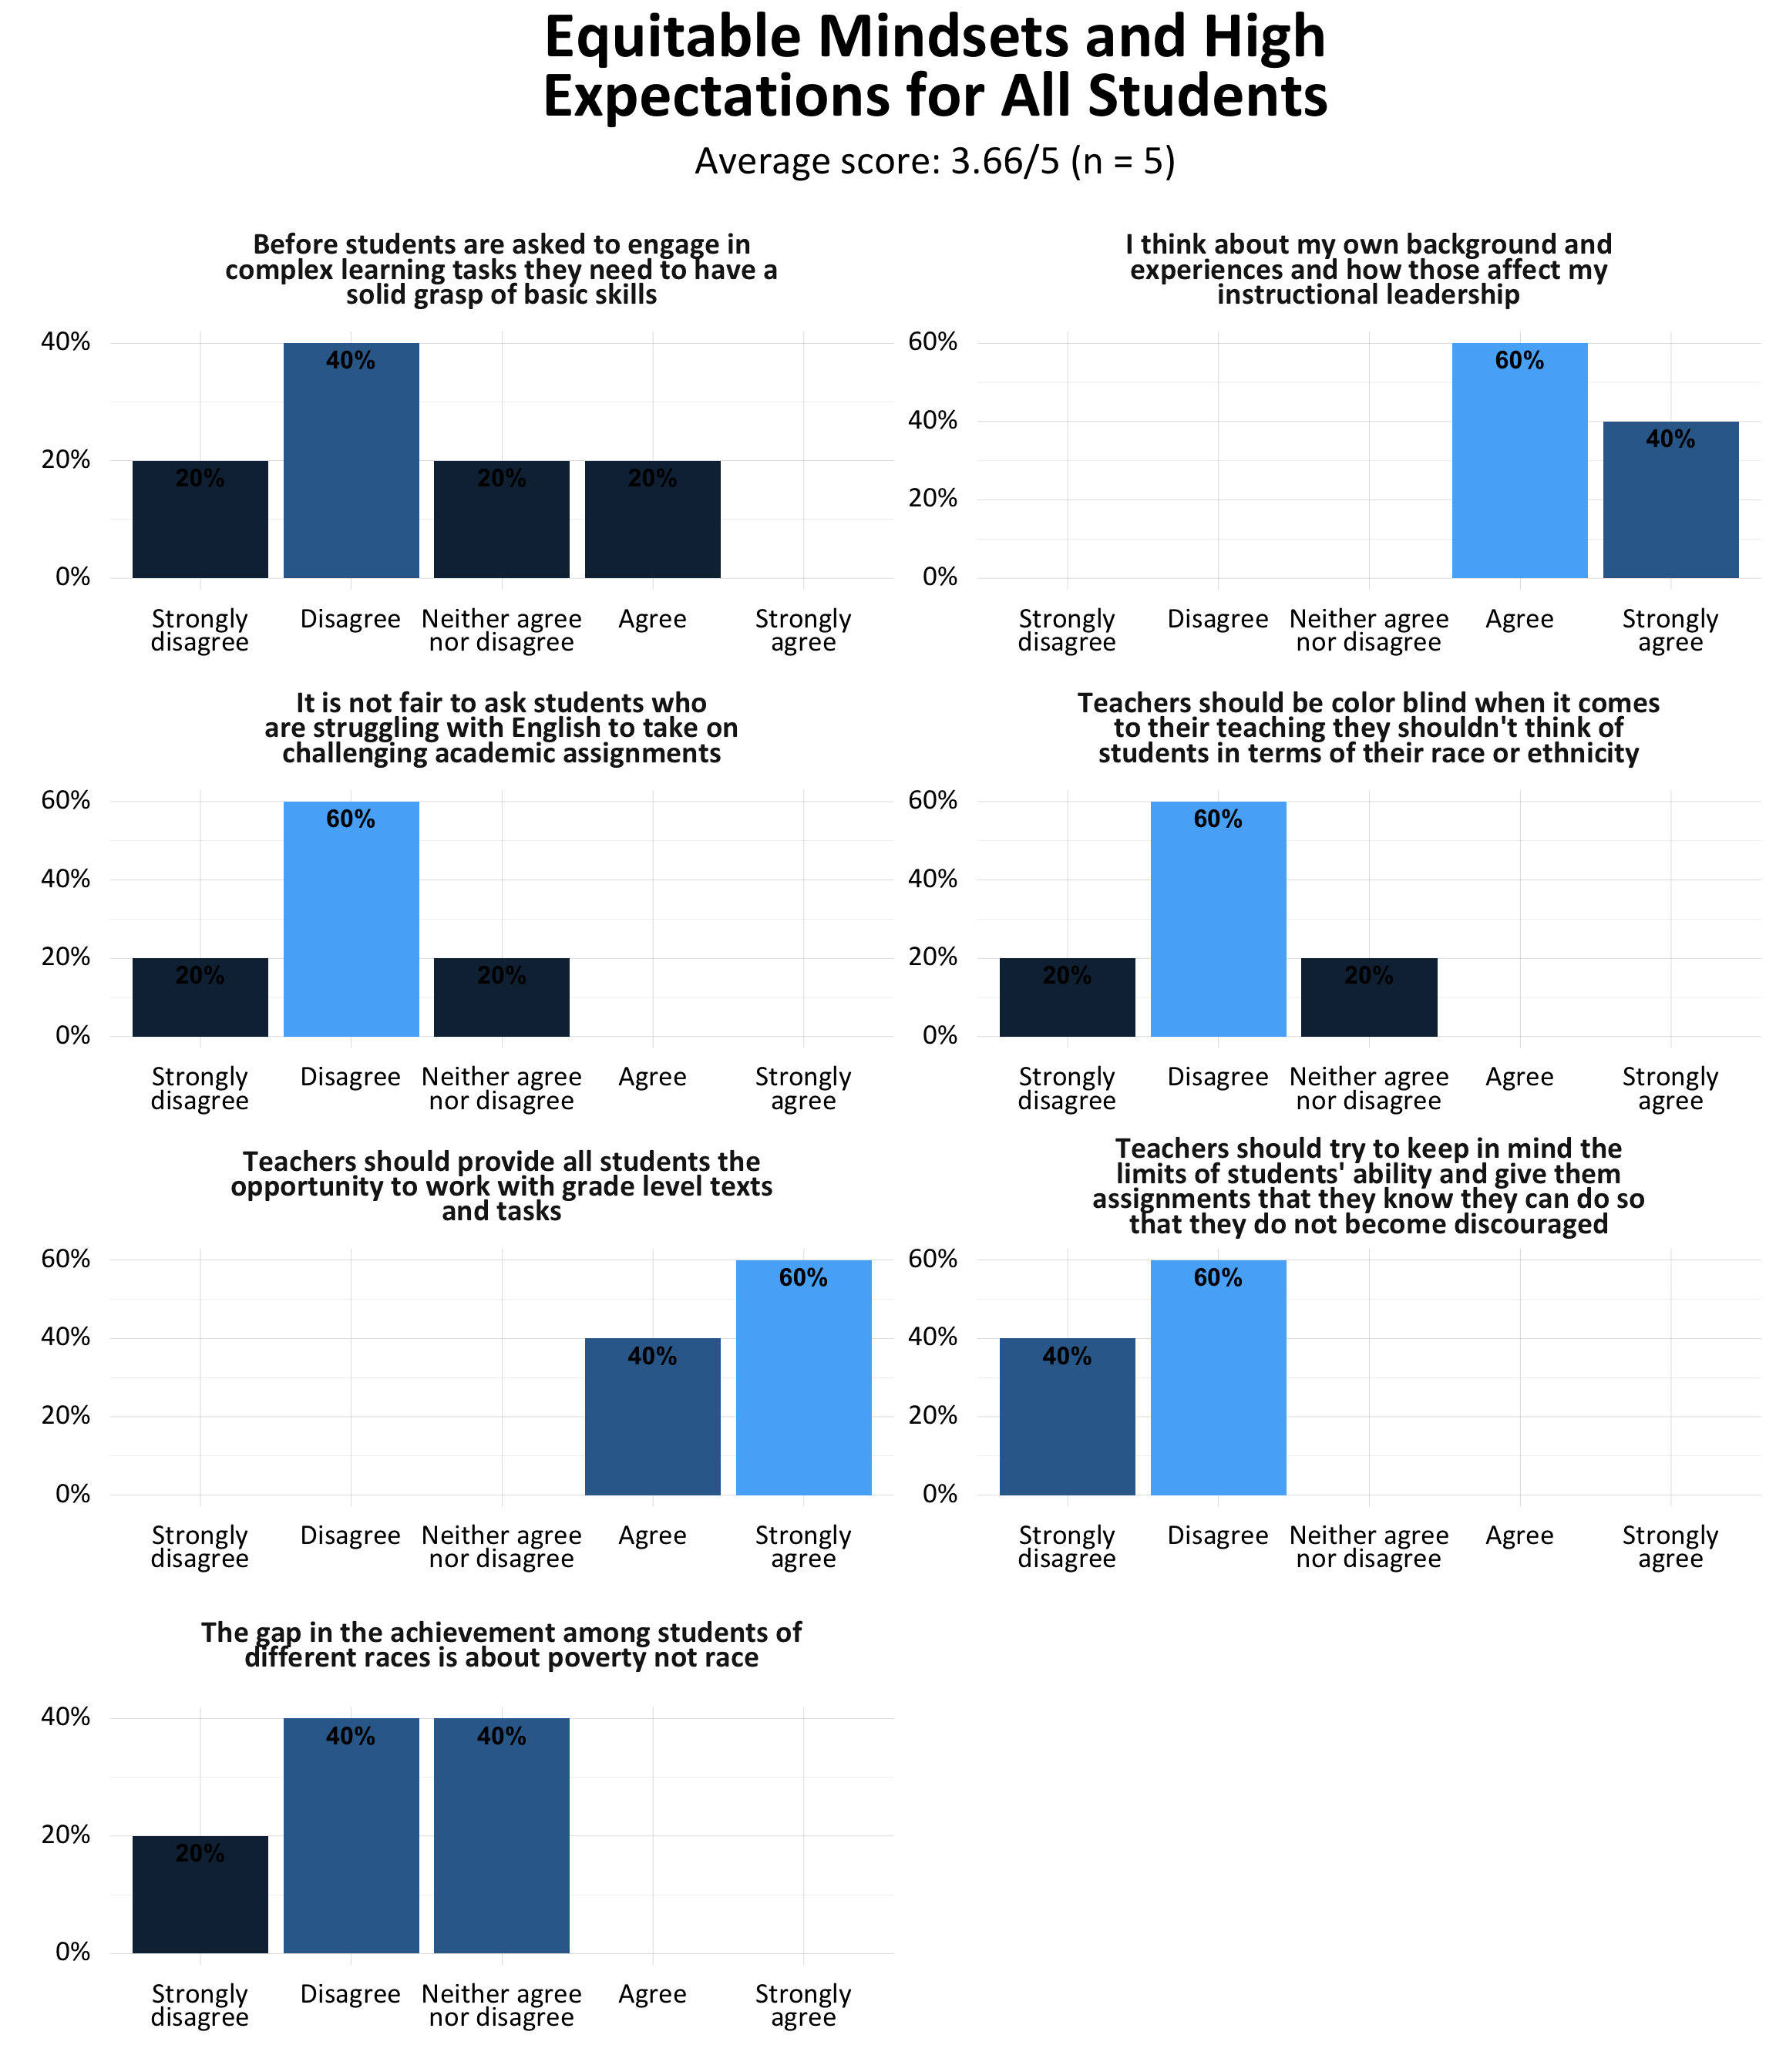 Equitable Mindsets and High
Expectations for All Students
Average score: 3.66/5 (n = 5)
Before students are asked to engage in
complex learning tasks they need to have a
solid grasp of basic skills
40%
20%
0%
20%
40%
20%
20%
Strongly
disagree
Disagree
Neither agree
nor disagree
Agree
Strongly
agree
I think about my own background and
experiences and how those affect my
instructional leadership
60%
40%
20%
0%
60%
40%
Strongly
disagree
Disagree
Neither agree
nor disagree
Agree
Strongly
agree
It is not fair to ask students who
are struggling with English to take on
challenging academic assignments
60%
40%
20%
0%
20%
60%
20%
Strongly
disagree
Disagree
Neither agree
nor disagree
Agree
Strongly
agree
Teachers should be color blind when it comes
to their teaching they shouldn't think of
students in terms of their race or ethnicity
60%
40%
20%
0%
20%
60%
20%
Strongly
disagree
Disagree
Neither agree
nor disagree
Agree
Strongly
agree
Teachers should provide all students the
opportunity to work with grade level texts
and tasks
60%
40%
20%
0%
40%
60%
Strongly
disagree
Disagree
Neither agree
nor disagree
Agree
Strongly
agree
Teachers should try to keep in mind the
limits of students' ability and give them
assignments that they know they can do so
that they do not become discouraged
60%
40%
20%
0%
40%
60%
Strongly
disagree
Disagree
Neither agree
nor disagree
Agree
Strongly
agree
The gap in the achievement among students of
different races is about poverty not race
40%
20%
0%
20%
40%
40%
Strongly
disagree
Disagree
Neither agree
nor disagree
Agree
Strongly
agree